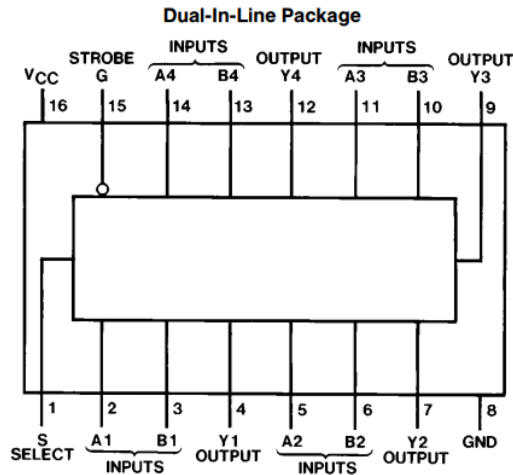 Dual-In-Line Package
STROBE INPUTS OUTPUT INPUTS OUTPUT
VCC G A4 B4 Y4 A3 B3 Y3
16 15 14 13 12 11 10 9
1 2 3 4 5 6 7 8
S A1 B1 Y1 A2 B2 Y2 GND
SELECT INPUTS OUTPUT INPUTS OUTPUT